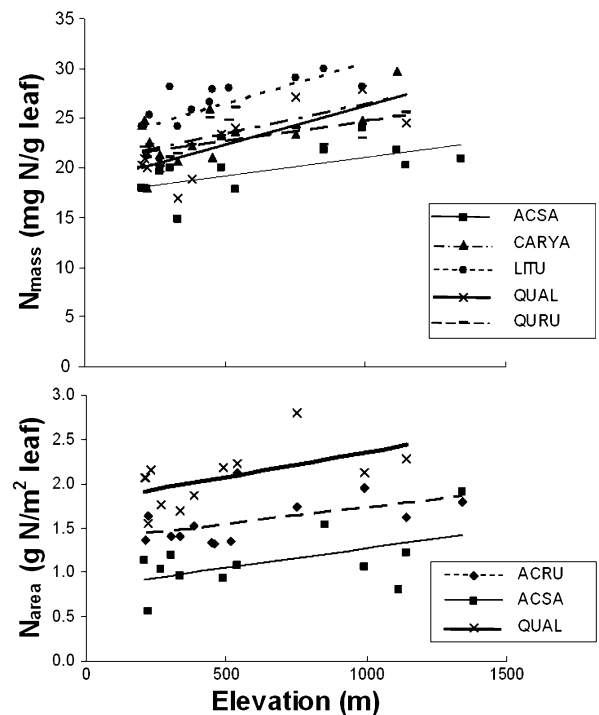 35
30
25
20
15
10
5
0
N_mass (mg N/g leaf)
ACSA
CARYA
LITU
QUAL
QURU
3.0
2.5
2.0
1.5
1.0
0.5
0.0
N_area (g N/m² leaf)
ACRU
ACSA
QUAL
0
500
1000
1500
Elevation (m)